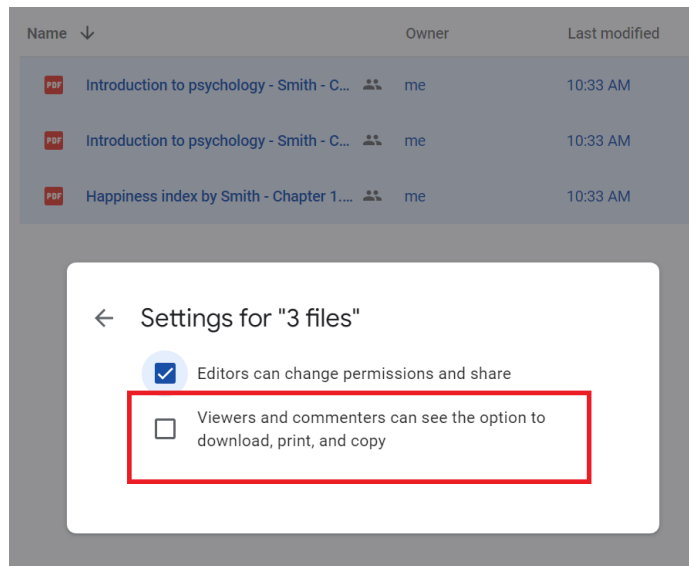 Name Owner Last modified
PDF Introduction to psychology - Smith - C... me 10:33 AM
PDF Introduction to psychology - Smith - C... me 10:33 AM
PDF Happiness index by Smith - Chapter 1.... me 10:33 AM
Settings for "3 files"
Editors can change permissions and share
Viewers and commenters can see the option to
download, print, and copy